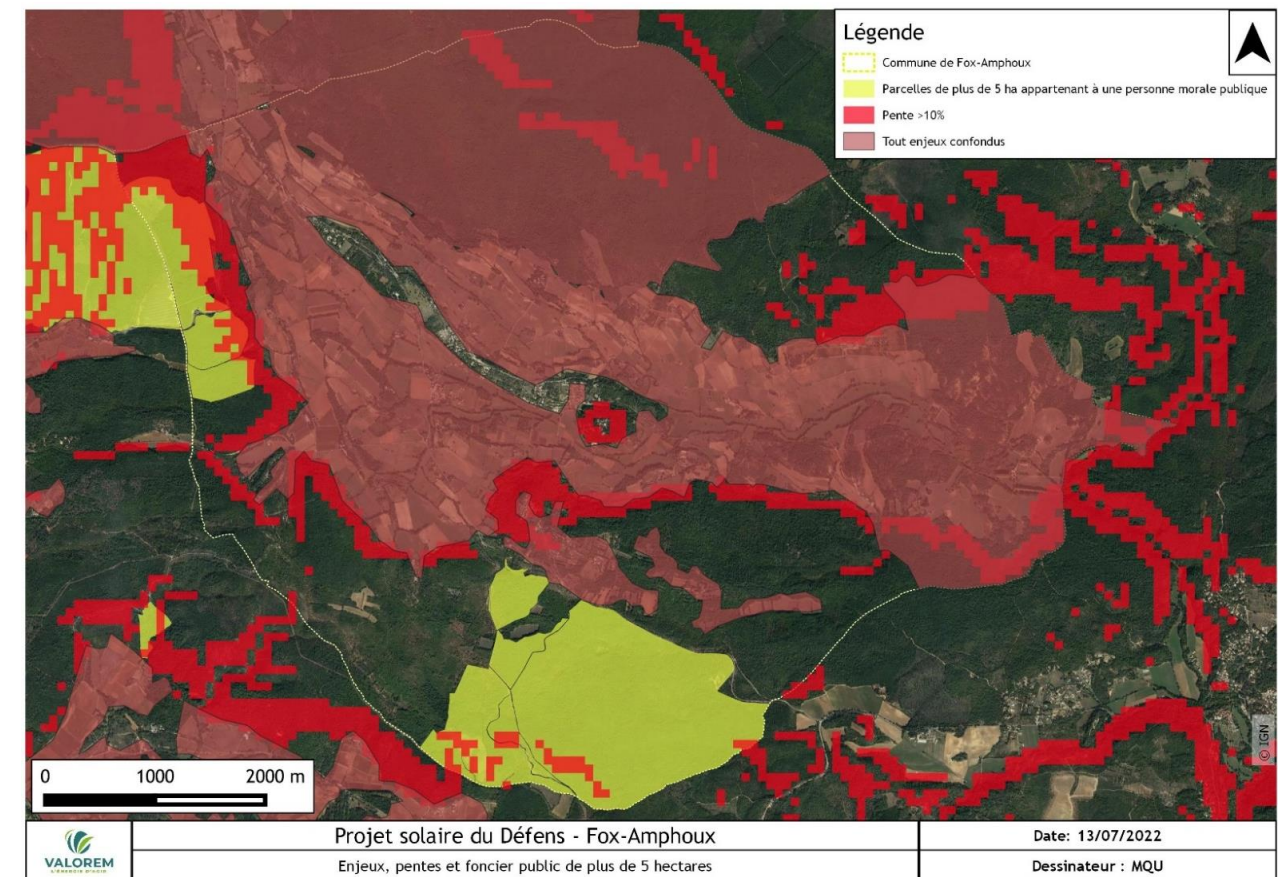 Légende
Commune de Fox-Amphoux
Parcelles de plus de 5 ha appartenant à une personne morale publique
Pente >10%
Tout enjeux confondus
© IGN
0 1000 2000 m
VALOREM
Projet solaire du Défens - Fox-Amphoux
Enjeux, pentes et foncier public de plus de 5 hectares
Date: 13/07/2022
Dessinateur : MQU